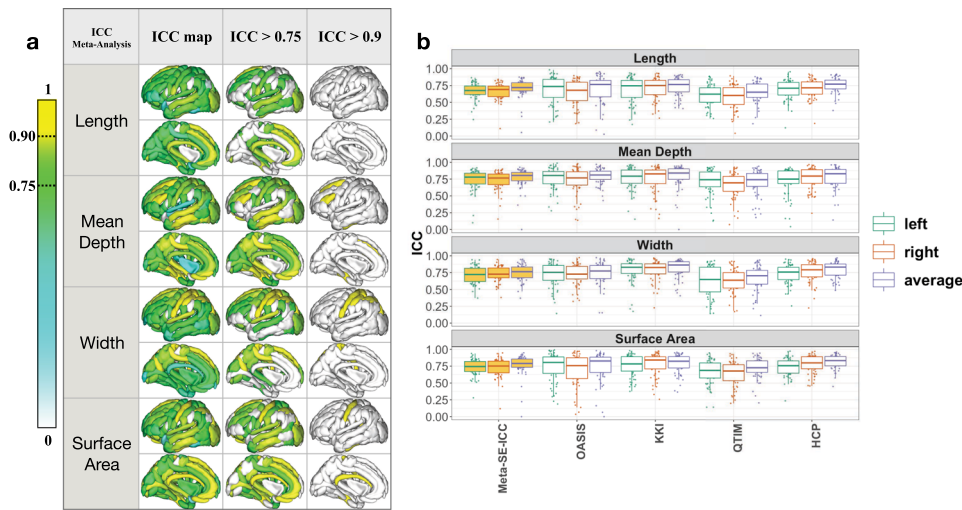 a
ICC
Meta-Analysis
ICC map
ICC > 0.75
ICC > 0.9
1
0.90
0.75
0
Length
Mean
Depth
Width
Surface
Area
b
ICC
Length
1.00
0.75
0.50
0.25
0.00
Mean Depth
1.00
0.75
0.50
0.25
0.00
Width
1.00
0.75
0.50
0.25
0.00
Surface Area
1.00
0.75
0.50
0.25
0.00
Meta-SE-ICC
OASIS
KKI
QTIM
HCP
left
right
average